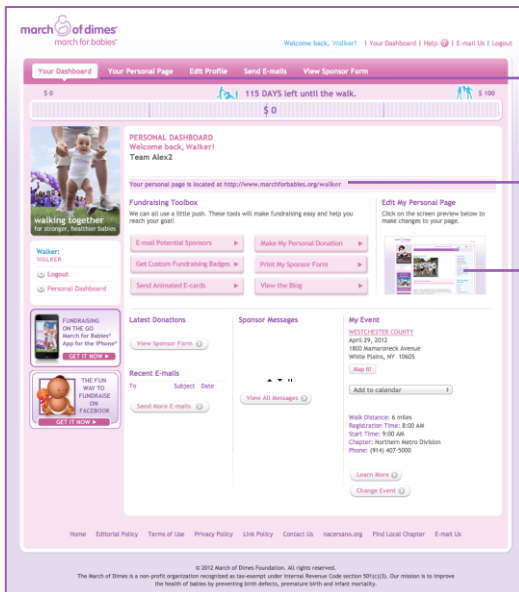 march of dimes®
march for babies®
Welcome back, Walker! | Your Dashboard | Help ? | E-mail Us | Logout
Your Dashboard Your Personal Page Edit Profile Send E-mails View Sponsor Form
$ 0 115 DAYS left until the walk. $ 100
$ 0
PERSONAL DASHBOARD
Welcome back, Walker!
Team Alex2
Your personal page is located at http://www.marchforbabies.org/walker
walking together
for stronger, healthier babies
Walker:
WALKER
Logout
Personal Dashboard
Fundraising Toolbox
We can all use a little push. These tools will make fundraising easy and help you
reach your goal!
E-mail Potential Sponsors
Make My Personal Donation
Get Custom Fundraising Badges
Print My Sponsor Form
Send Animated E-cards
View the Blog
Edit My Personal Page
Click on the screen preview below to
make changes to your page.
FUNDRAISING
ON THE GO
March for Babies®
App for the iPhone®
GET IT NOW
THE FUN
WAY TO
FUNDRAISE
ON
FACEBOOK
GET IT NOW
Latest Donations
View Sponsor Form
Recent E-mails
To Subject Date
Send More E-mails
Sponsor Messages
View All Messages
My Event
WESTCHESTER COUNTY
April 29, 2012
1800 Mamaroneck Avenue
White Plains, NY 10605
Map It!
Add to calendar
Walk Distance: 6 miles
Registration Time: 8:00 AM
Start Time: 9:00 AM
Chapter: Northern Metro Division
Phone: (914) 407-5000
Learn More
Change Event
Home Editorial Policy Terms of Use Privacy Policy Link Policy Contact Us nacersano.org Find Local Chapter E-mail Us
© 2012 March of Dimes Foundation. All rights reserved.
The March of Dimes is a non-profit organization recognized as tax-exempt under Internal Revenue Code section 501(c)(3). Our mission is to improve
the health of babies by preventing birth defects, premature birth and infant mortality.